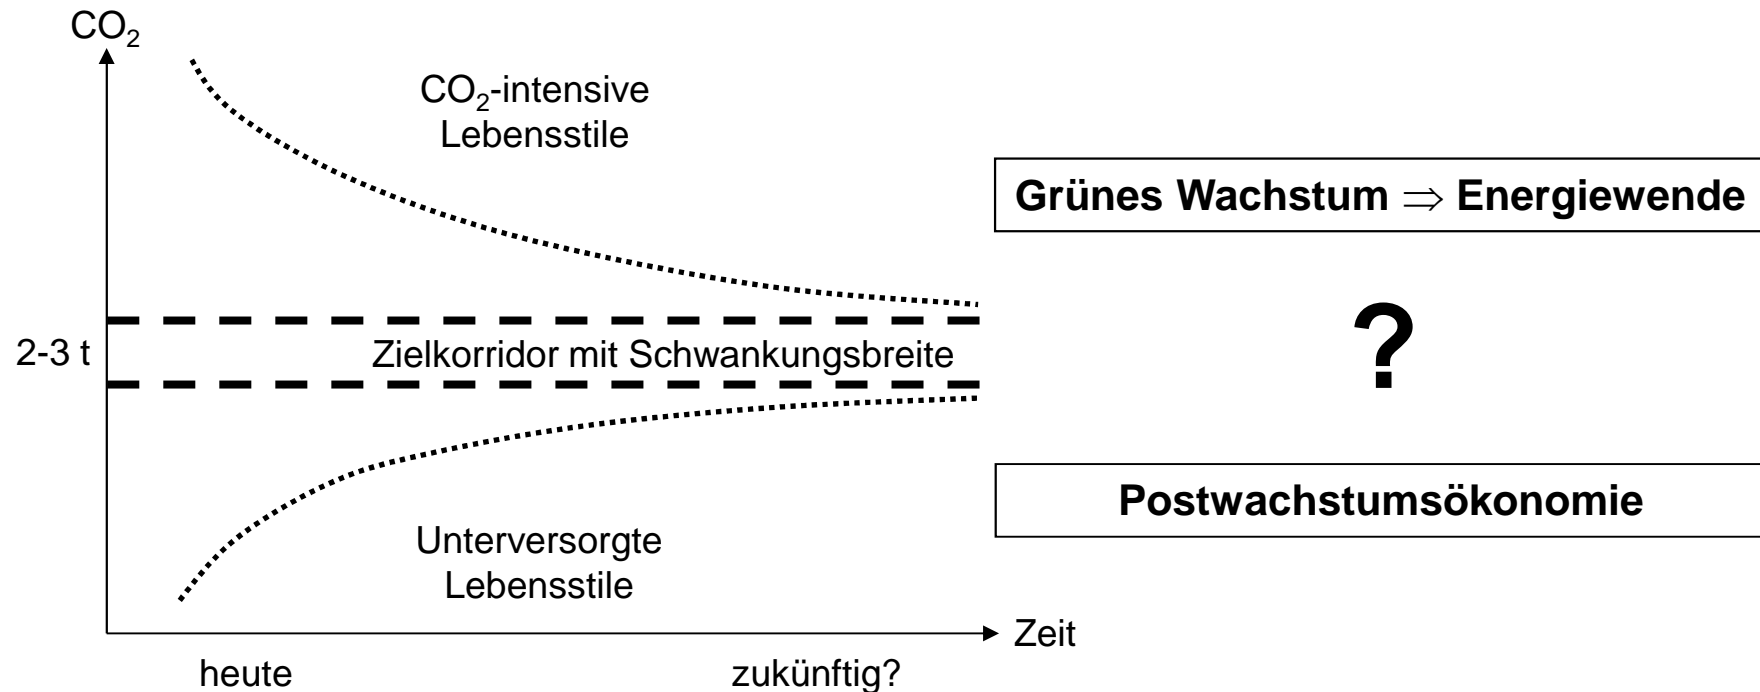 CO₂
CO₂-intensive
Lebensstile
Grünes Wachstum ⇒ Energiewende
2-3 t
Zielkorridor mit Schwankungsbreite
?
Postwachstumsökonomie
Unterversorgte
Lebensstile
Zeit
heute
zukünftig?